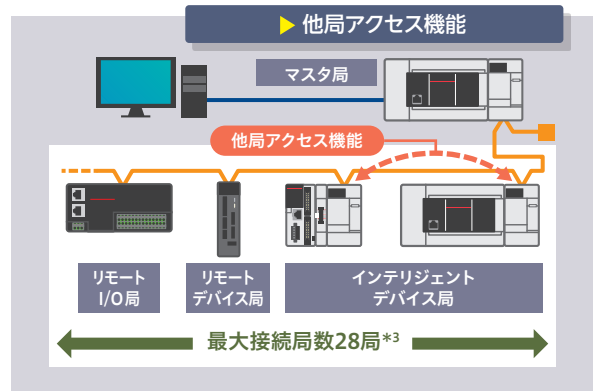 ▶ 他局アクセス機能
マスタ局
他局アクセス機能
リモート
I/O局
リモート
デバイス局
インテリジェント
デバイス局
最大接続局数28局*3